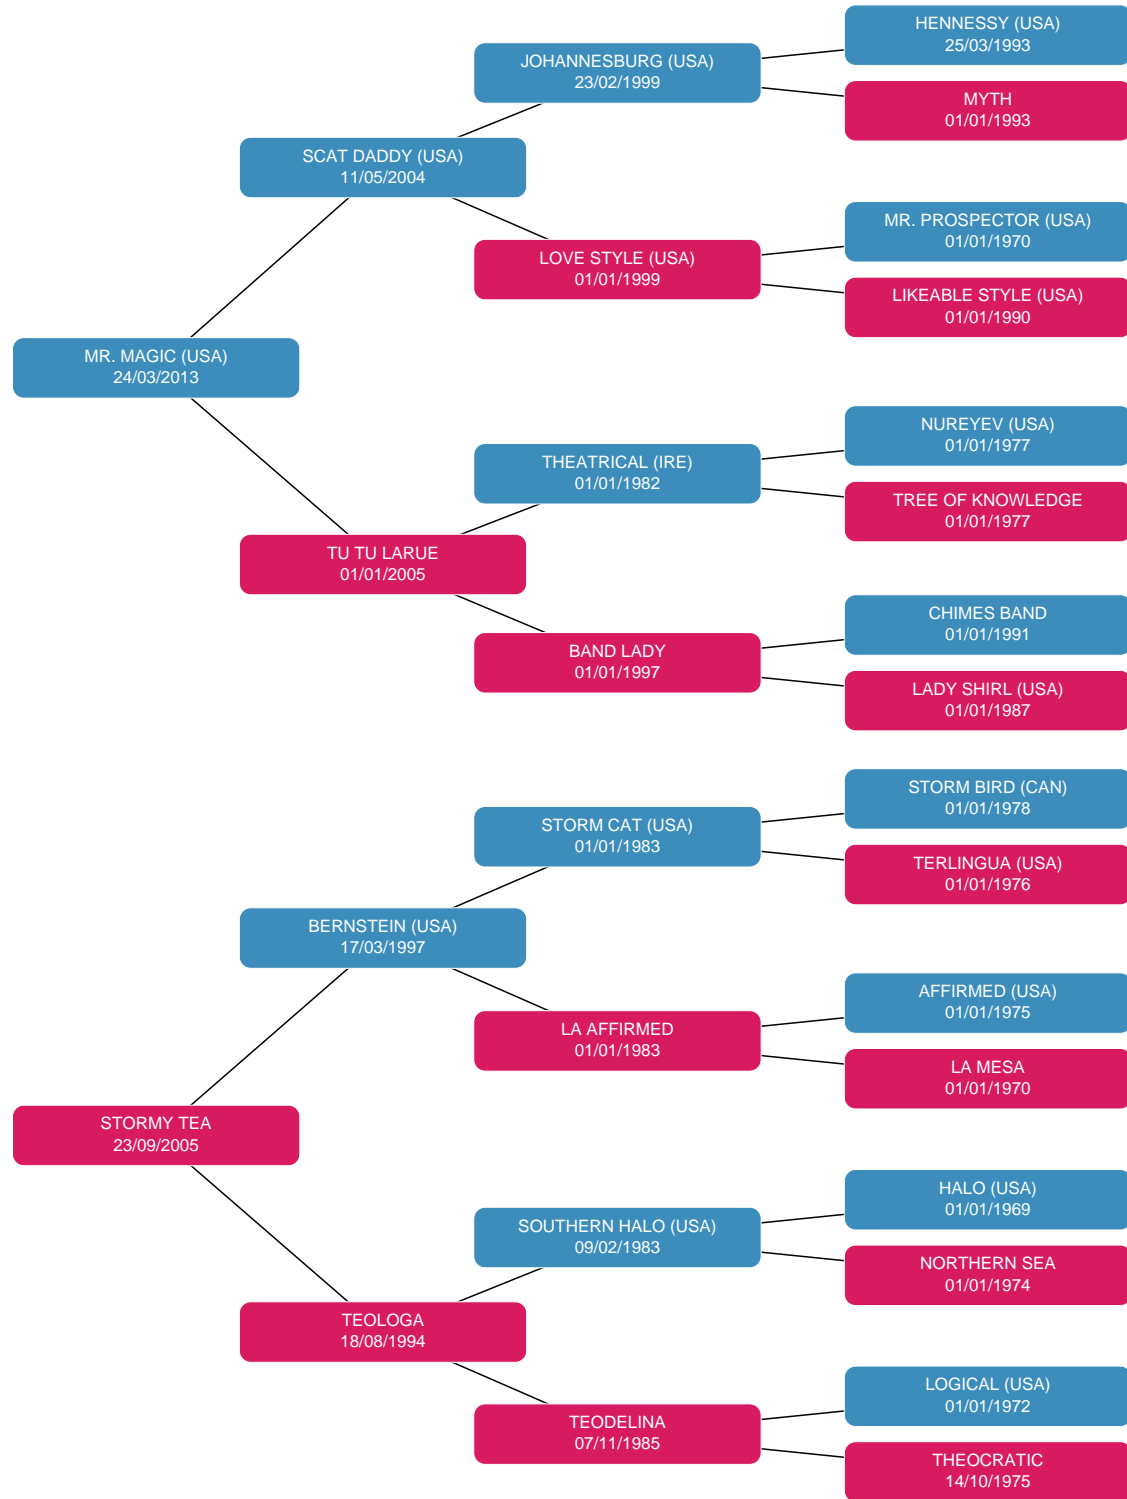 HENNESSY (USA)
25/03/1993
JOHANNESBURG (USA)
23/02/1999
MYTH
01/01/1993
SCAT DADDY (USA)
11/05/2004
MR. PROSPECTOR (USA)
01/01/1970
LOVE STYLE (USA)
01/01/1999
LIKEABLE STYLE (USA)
01/01/1990
MR. MAGIC (USA)
24/03/2013
NUREYEV (USA)
01/01/1977
THEATRICAL (IRE)
01/01/1982
TREE OF KNOWLEDGE
01/01/1977
TU TU LARUE
01/01/2005
CHIMES BAND
01/01/1991
BAND LADY
01/01/1997
LADY SHIRL (USA)
01/01/1987
STORM BIRD (CAN)
01/01/1978
STORM CAT (USA)
01/01/1983
TERLINGUA (USA)
01/01/1976
BERNSTEIN (USA)
17/03/1997
AFFIRMED (USA)
01/01/1975
LA AFFIRMED
01/01/1983
LA MESA
01/01/1970
STORMY TEA
23/09/2005
HALO (USA)
01/01/1969
SOUTHERN HALO (USA)
09/02/1983
NORTHERN SEA
01/01/1974
TEOLOGA
18/08/1994
LOGICAL (USA)
01/01/1972
TEODELINA
07/11/1985
THEOCRATIC
14/10/1975